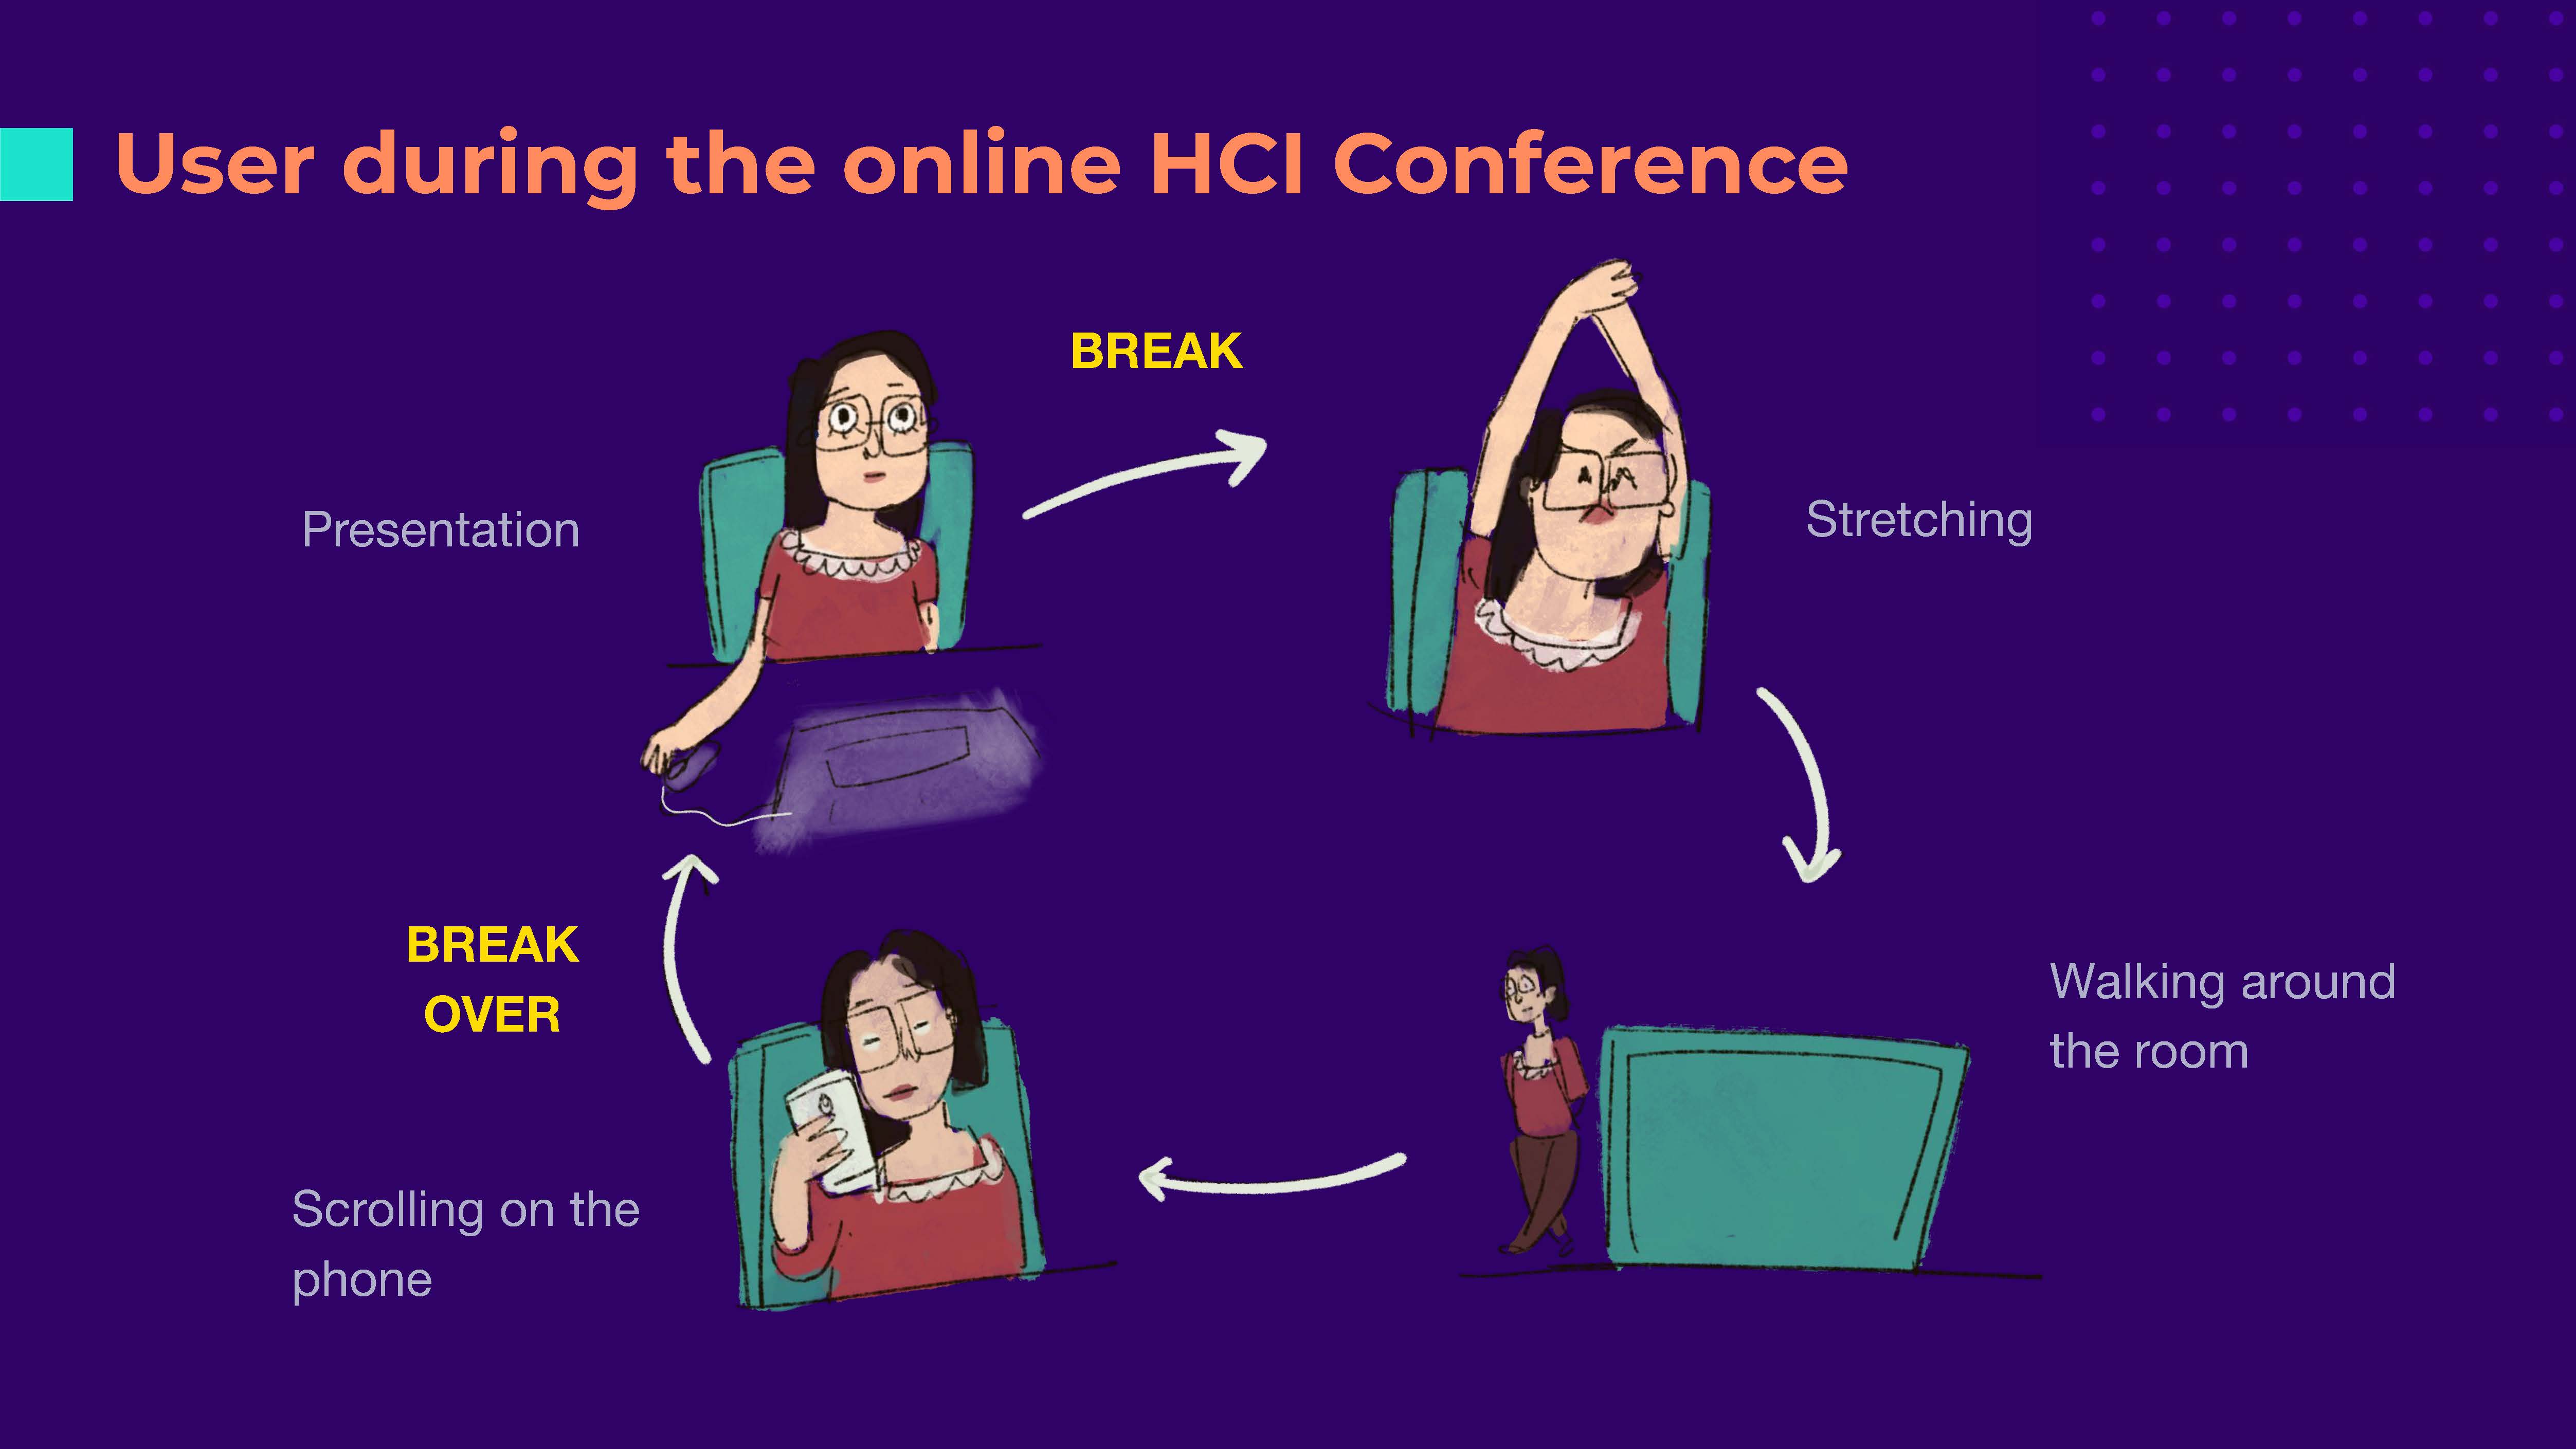 User during the online HCI Conference
BREAK
Presentation
Stretching
BREAK
OVER
Walking around
the room
Scrolling on the
phone